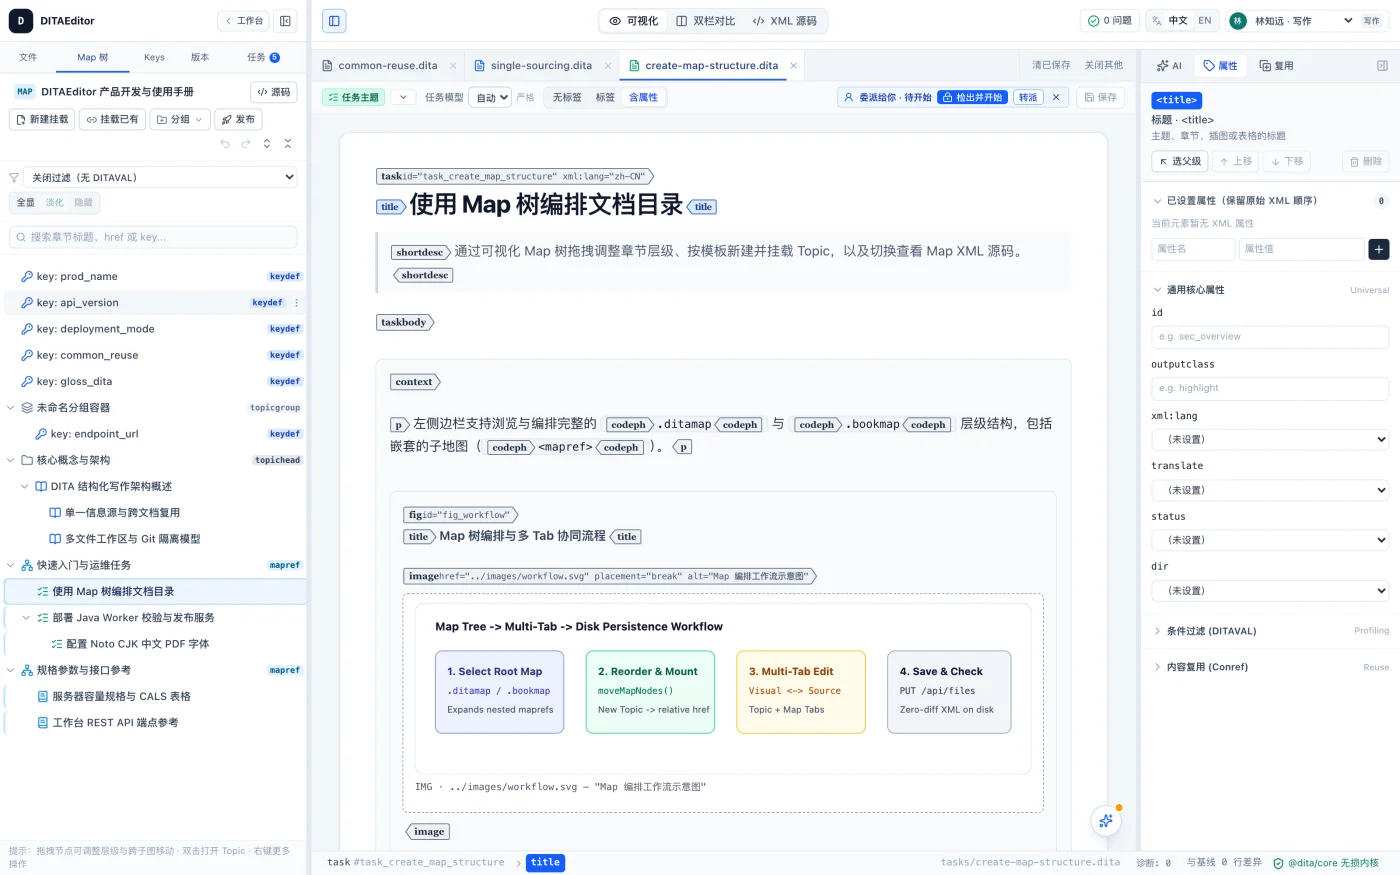 D DITAEditor
工作台
文件 Map 树 Keys 版本 任务 5
MAP DITAEditor 产品开发与使用手册 </> 源码
新建挂载 挂载已有 分组 发布
关闭过滤（无 DITAVAL）
全显 淡化 隐藏
搜索章节标题、href 或 key...
key: prod_name keydef
key: api_version keydef
key: deployment_mode keydef
key: common_reuse keydef
key: gloss_dita keydef
未命名分组容器 topicgroup
key: endpoint_url keydef
核心概念与架构 topichead
DITA 结构化写作架构概述
单一信息源与跨文档复用
多文件工作区与 Git 隔离模型
快速入门与运维任务 mapref
使用 Map 树编排文档目录
部署 Java Worker 校验与发布服务
配置 Noto CJK 中文 PDF 字体
规格参数与接口参考 mapref
服务器容量规格与 CALS 表格
工作台 REST API 端点参考
提示：拖拽节点可调整层级与跨子图移动 · 双击打开 Topic · 右键更多
操作
可视化 双栏对比 </> XML 源码
0 问题 中文 EN 林 林知远 · 写作 写作
common-reuse.dita × single-sourcing.dita × create-map-structure.dita × 清已保存 关闭其他
任务主题 任务模型 自动 严格 无标签 标签 含属性 委派给你 · 待开始 检出并开始 转派 × 保存
task id="task_create_map_structure" xml:lang="zh-CN"
title 使用 Map 树编排文档目录 title
shortdesc 通过可视化 Map 树拖拽调整章节层级、按模板新建并挂载 Topic，以及切换查看 Map XML 源码。
shortdesc
taskbody
context
p 左侧边栏支持浏览与编排完整的 codeph .ditamap codeph 与 codeph .bookmap codeph 层级结构，包括
嵌套的子地图（ codeph <mapref> codeph ）。 p
fig id="fig_workflow"
title Map 树编排与多 Tab 协同流程 title
image href="../images/workflow.svg" placement="break" alt="Map 编排工作流示意图"
Map Tree -> Multi-Tab -> Disk Persistence Workflow
1. Select Root Map
.ditamap / .bookmap
Expands nested maprefs
2. Reorder & Mount
moveMapNodes()
New Topic -> relative href
3. Multi-Tab Edit
Visual <-> Source
Topic + Map Tabs
4. Save & Check
PUT /api/files
Zero-diff XML on disk
IMG · ../images/workflow.svg — "Map 编排工作流示意图"
image
task #task_create_map_structure › title
tasks/create-map-structure.dita 诊断: 0 与基线 0 行差异 @dita/core 无损内核
AI 属性 复用
<title>
标题 · <title>
主题、章节、插图或表格的标题
选父级 上移 下移 删除
已设置属性（保留原始 XML 顺序） 0
当前元素暂无 XML 属性
属性名 属性值 +
通用核心属性 Universal
id
e.g. sec_overview
outputclass
e.g. highlight
xml:lang
（未设置）
translate
（未设置）
status
（未设置）
dir
（未设置）
条件过滤 (DITAVAL) Profiling
内容复用 (Conref) Reuse